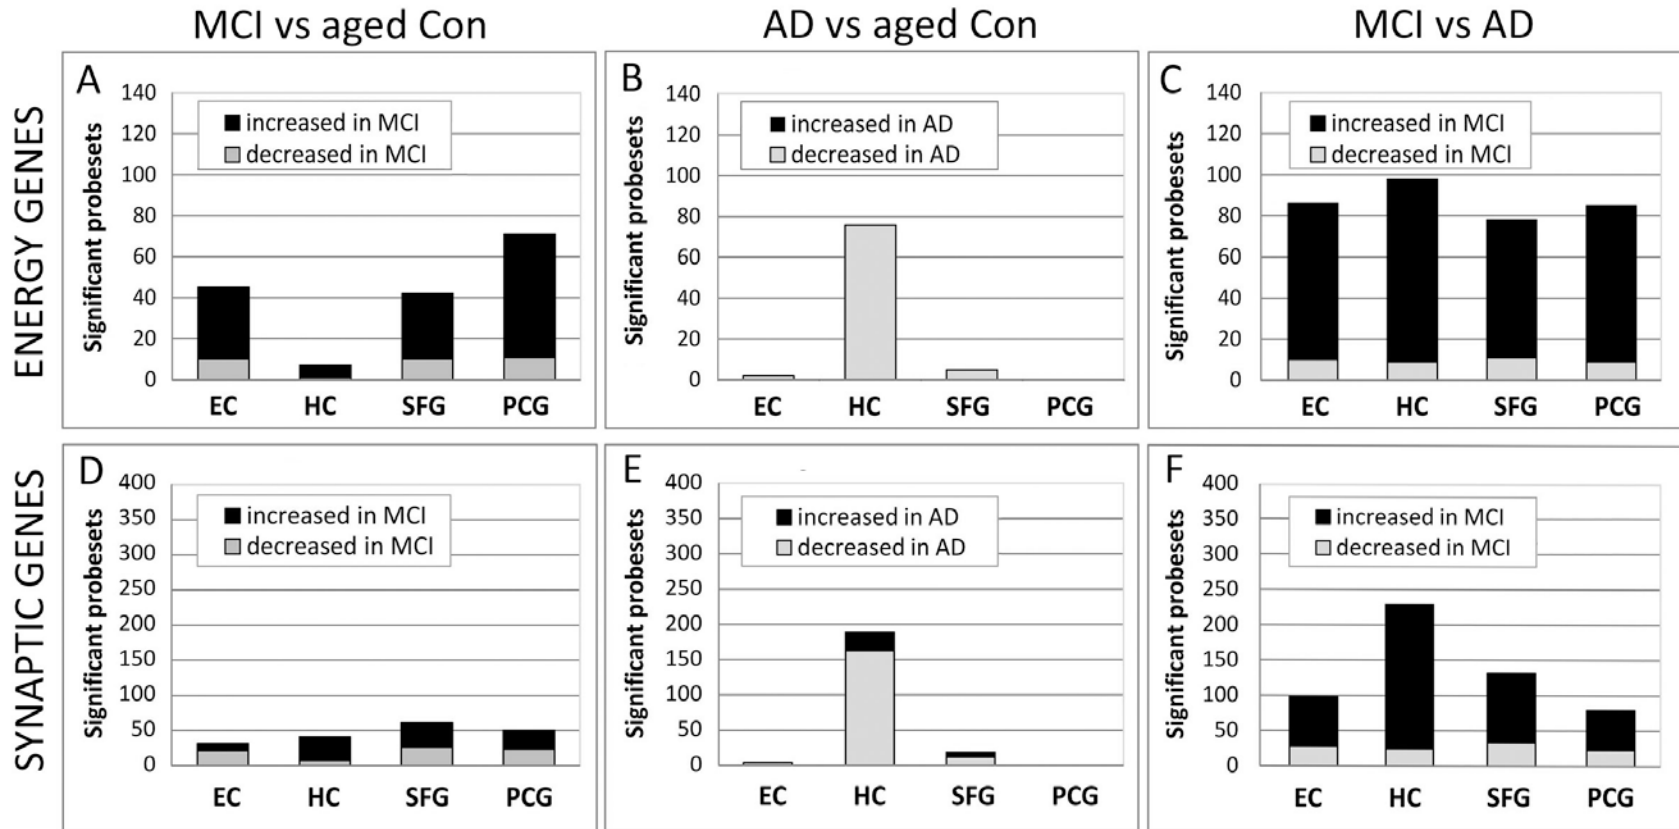 MCI vs aged Con
AD vs aged Con
MCI vs AD
ENERGY GENES
A
Significant probesets
140
120
100
80
60
40
20
0
increased in MCI
decreased in MCI
EC HC SFG PCG
B
Significant probesets
140
120
100
80
60
40
20
0
increased in AD
decreased in AD
EC HC SFG PCG
C
Significant probesets
140
120
100
80
60
40
20
0
increased in MCI
decreased in MCI
EC HC SFG PCG
SYNAPTIC GENES
D
Significant probesets
400
350
300
250
200
150
100
50
0
increased in MCI
decreased in MCI
EC HC SFG PCG
E
Significant probesets
400
350
300
250
200
150
100
50
0
increased in AD
decreased in AD
EC HC SFG PCG
F
Significant probesets
400
350
300
250
200
150
100
50
0
increased in MCI
decreased in MCI
EC HC SFG PCG